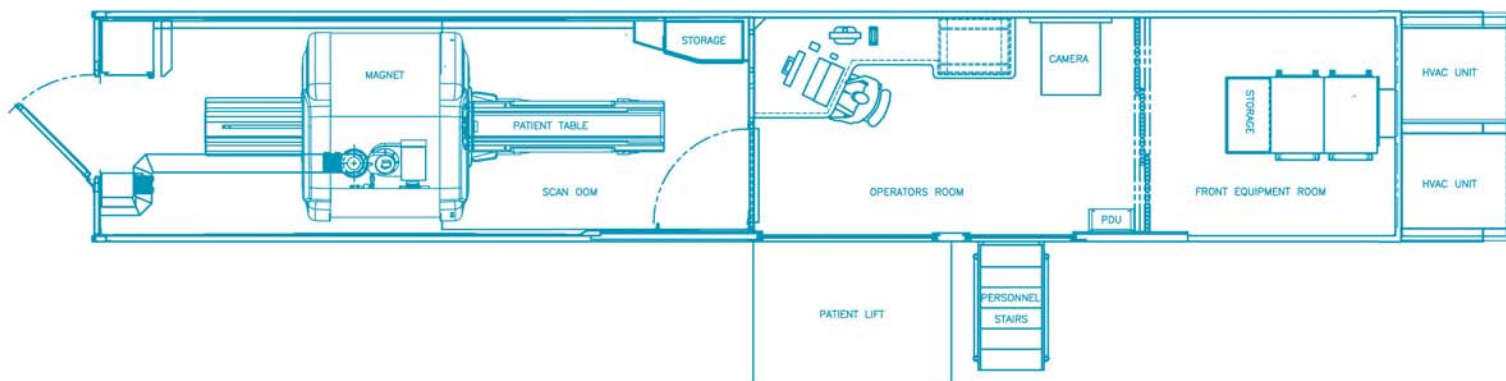 STORAGE
MAGNET
CAMERA
HVAC UNIT
STORAGE
PATIENT TABLE
SCAN OOM
OPERATORS ROOM
FRONT EQUIPMENT ROOM
HVAC UNIT
PDU
PERSONNEL
STAIRS
PATIENT LIFT